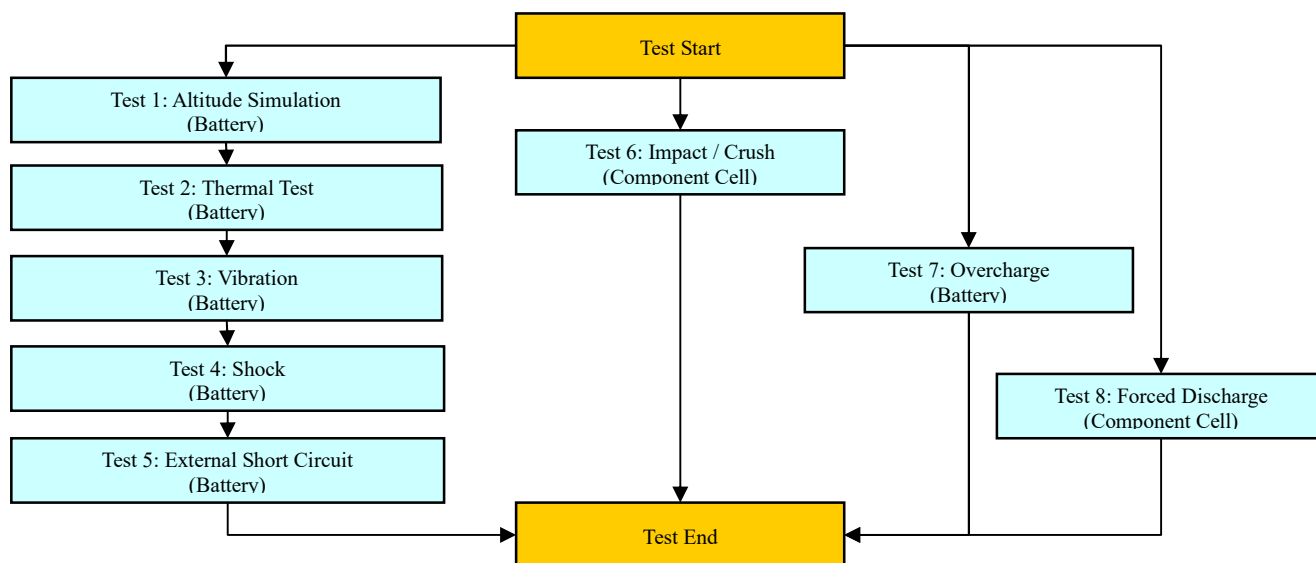 Test Start
Test 1: Altitude Simulation
(Battery)
Test 2: Thermal Test
(Battery)
Test 3: Vibration
(Battery)
Test 4: Shock
(Battery)
Test 5: External Short Circuit
(Battery)
Test 6: Impact / Crush
(Component Cell)
Test 7: Overcharge
(Battery)
Test 8: Forced Discharge
(Component Cell)
Test End